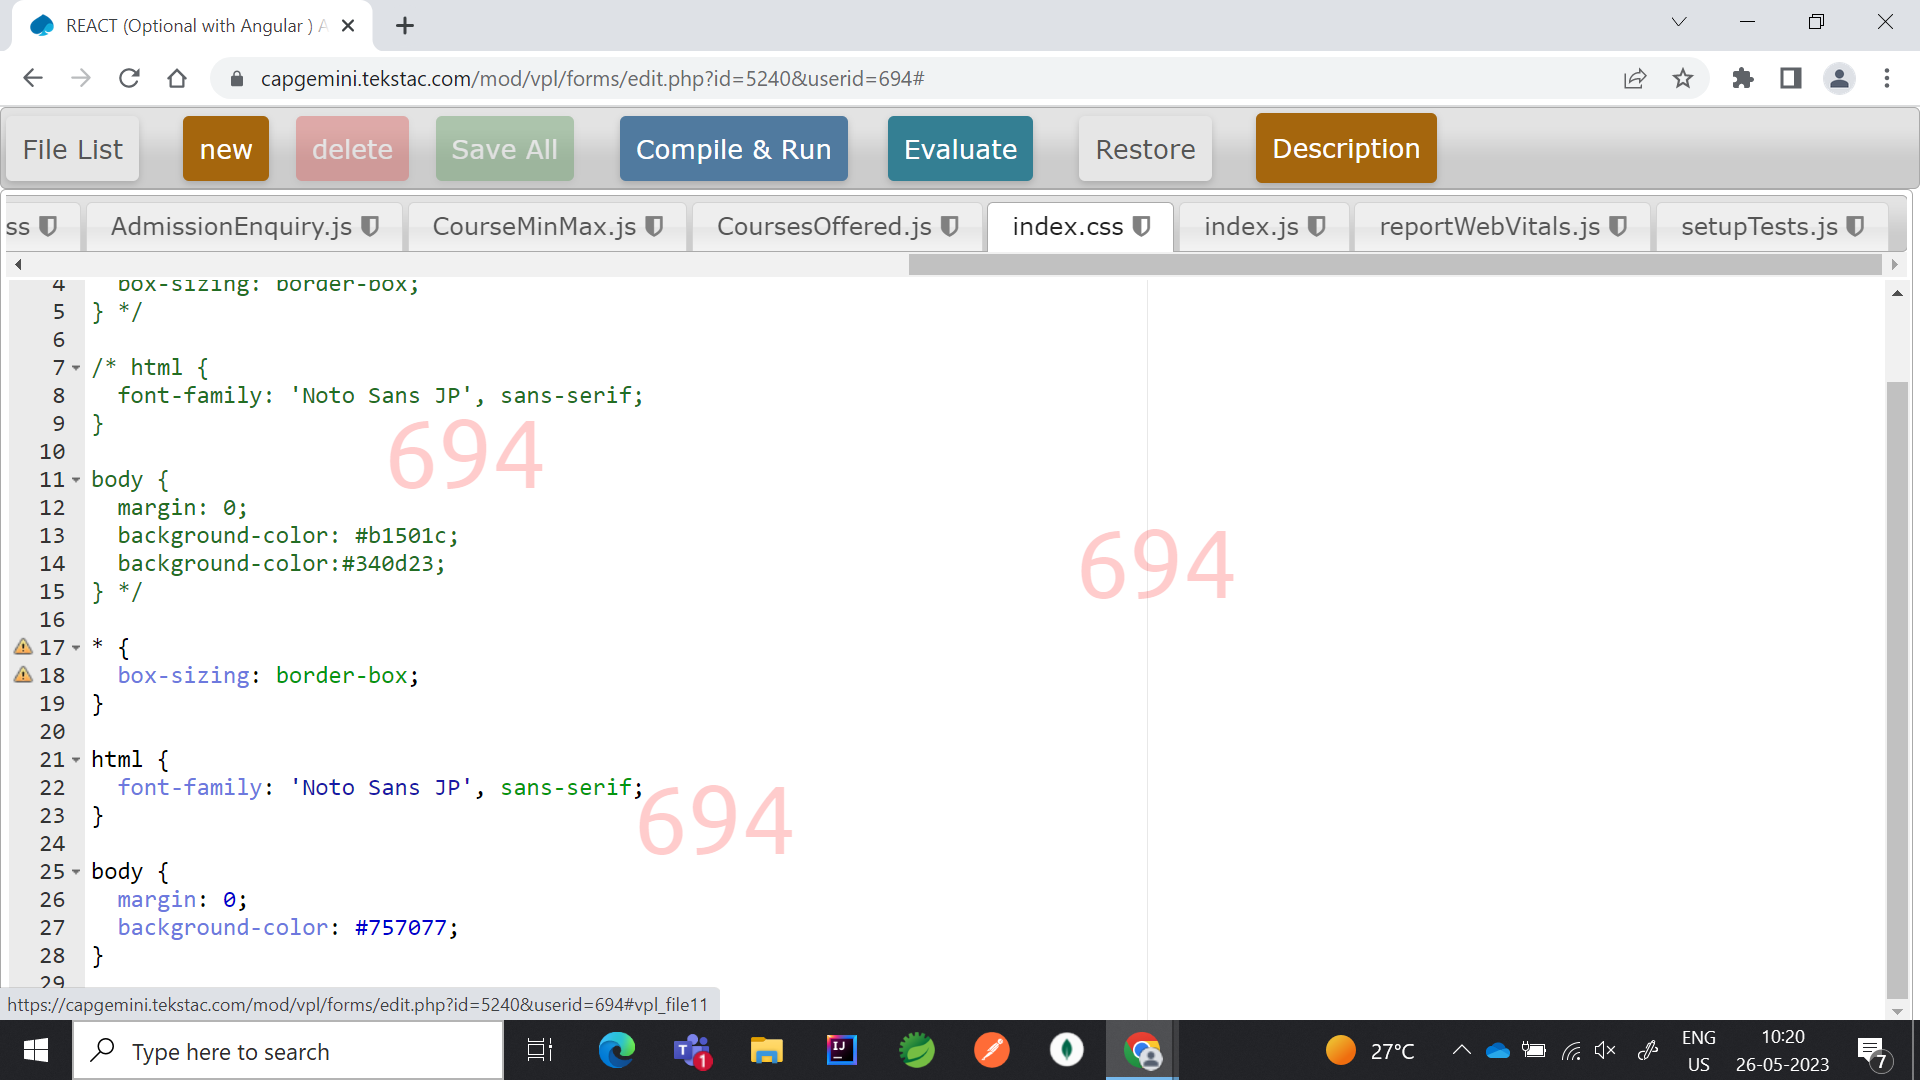 REACT (Optional with Angular ) A
capgemini.tekstac.com/mod/vpl/forms/edit.php?id=5240&userid=694#
File List new delete Save All Compile & Run Evaluate Restore Description
ss AdmissionEnquiry.js CourseMinMax.js CoursesOffered.js index.css index.js reportWebVitals.js setupTests.js
4 box-sizing: border-box;
5 } */
6
7 /* html {
8 font-family: 'Noto Sans JP', sans-serif;
9 }
10
11 body {
12 margin: 0;
13 background-color: #b1501c;
14 background-color:#340d23;
15 } */
16
17 * {
18 box-sizing: border-box;
19 }
20
21 html {
22 font-family: 'Noto Sans JP', sans-serif;
23 }
24
25 body {
26 margin: 0;
27 background-color: #757077;
28 }
29
694
694
694
https://capgemini.tekstac.com/mod/vpl/forms/edit.php?id=5240&userid=694#vpl_file11
Type here to search
T 1
IJ
27°C
ENG
US
10:20
26-05-2023
7